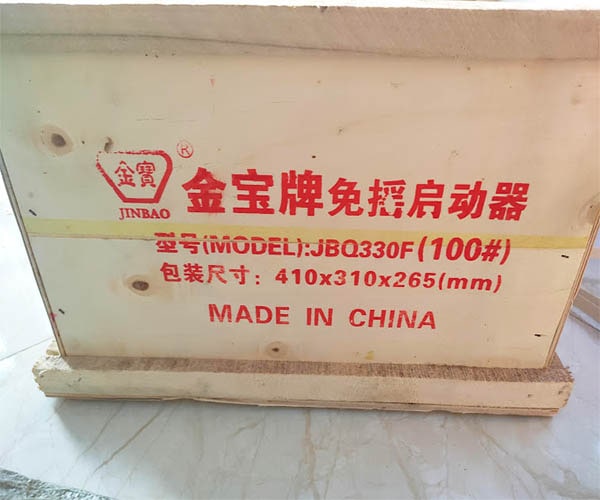 金寳
JINBAO
®
金宝牌免摇启动器
型号(MODEL):JBQ330F(100#)
包装尺寸：410x310x265(mm)
MADE IN CHINA